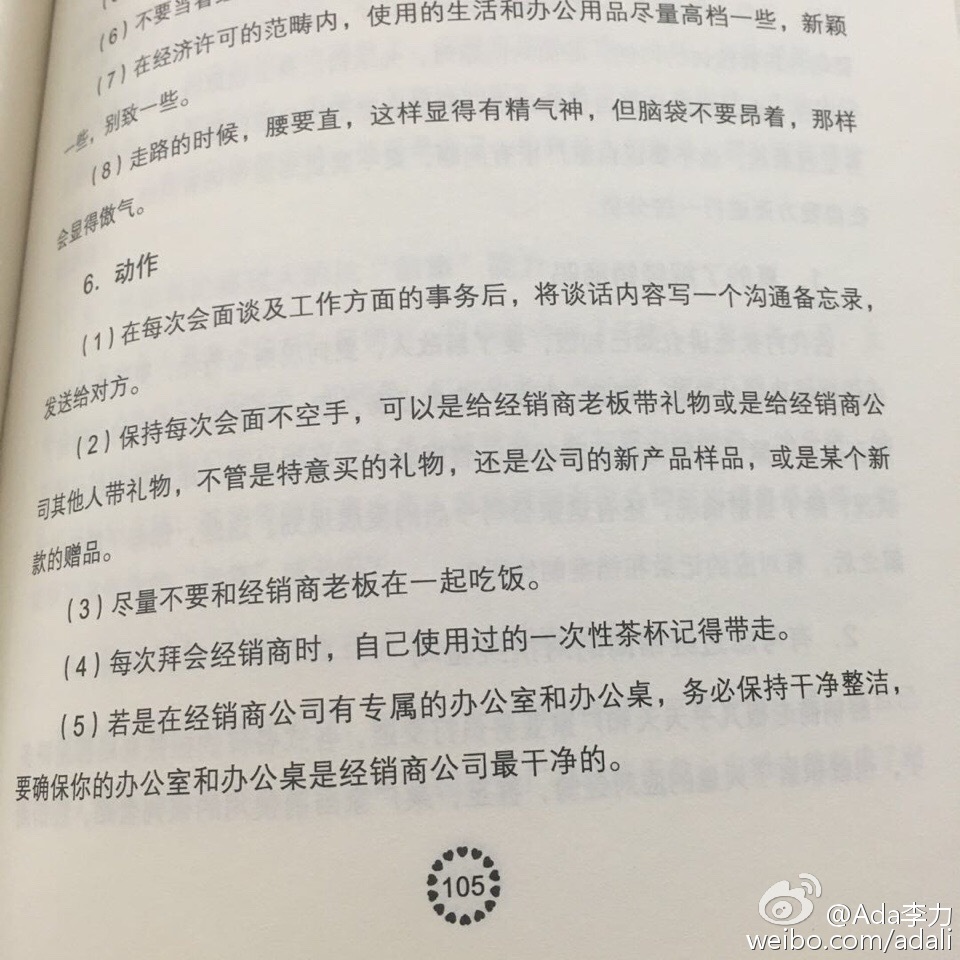 (6)不要当着
(7)在经济许可的范畴内，使用的生活和办公用品尽量高档一些，新颖
一些，别致一些。
(8)走路的时候，腰要直，这样显得有精气神，但脑袋不要昂着，那样
会显得傲气。
6. 动作
(1)在每次会面谈及工作方面的事务后，将谈话内容写一个沟通备忘录，
发送给对方。
(2)保持每次会面不空手，可以是给经销商老板带礼物或是给经销商公
司其他人带礼物，不管是特意买的礼物，还是公司的新产品样品，或是某个新
款的赠品。
(3)尽量不要和经销商老板在一起吃饭。
(4)每次拜会经销商时，自己使用过的一次性茶杯记得带走。
(5)若是在经销商公司有专属的办公室和办公桌，务必保持干净整洁，
要确保你的办公室和办公桌是经销商公司最干净的。
105
@Ada李力
weibo.com/adali